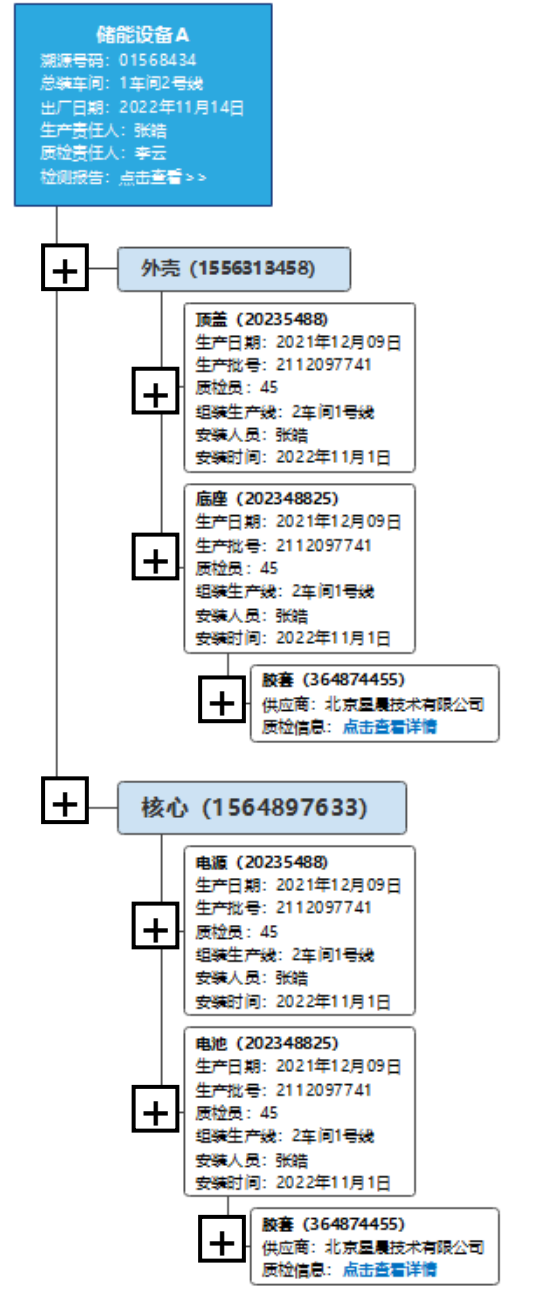 储能设备A
溯源号码：01568434
总装车间：1车间2号线
出厂日期：2022年11月14日
生产责任人：张皓
质检责任人：李云
检测报告：点击查看>>
外壳（1556313458）
顶盖（20235488）
生产日期：2021年12月09日
生产批号：2112097741
质检员：45
组装生产线：2车间1号线
安装人员：张皓
安装时间：2022年11月1日
底座（202348825）
生产日期：2021年12月09日
生产批号：2112097741
质检员：45
组装生产线：2车间1号线
安装人员：张皓
安装时间：2022年11月1日
胶套（364874455）
供应商：北京星晨技术有限公司
质检信息：点击查看详情
核心（1564897633）
电源（20235488）
生产日期：2021年12月09日
生产批号：2112097741
质检员：45
组装生产线：2车间1号线
安装人员：张皓
安装时间：2022年11月1日
电池（202348825）
生产日期：2021年12月09日
生产批号：2112097741
质检员：45
组装生产线：2车间1号线
安装人员：张皓
安装时间：2022年11月1日
胶套（364874455）
供应商：北京星晨技术有限公司
质检信息：点击查看详情